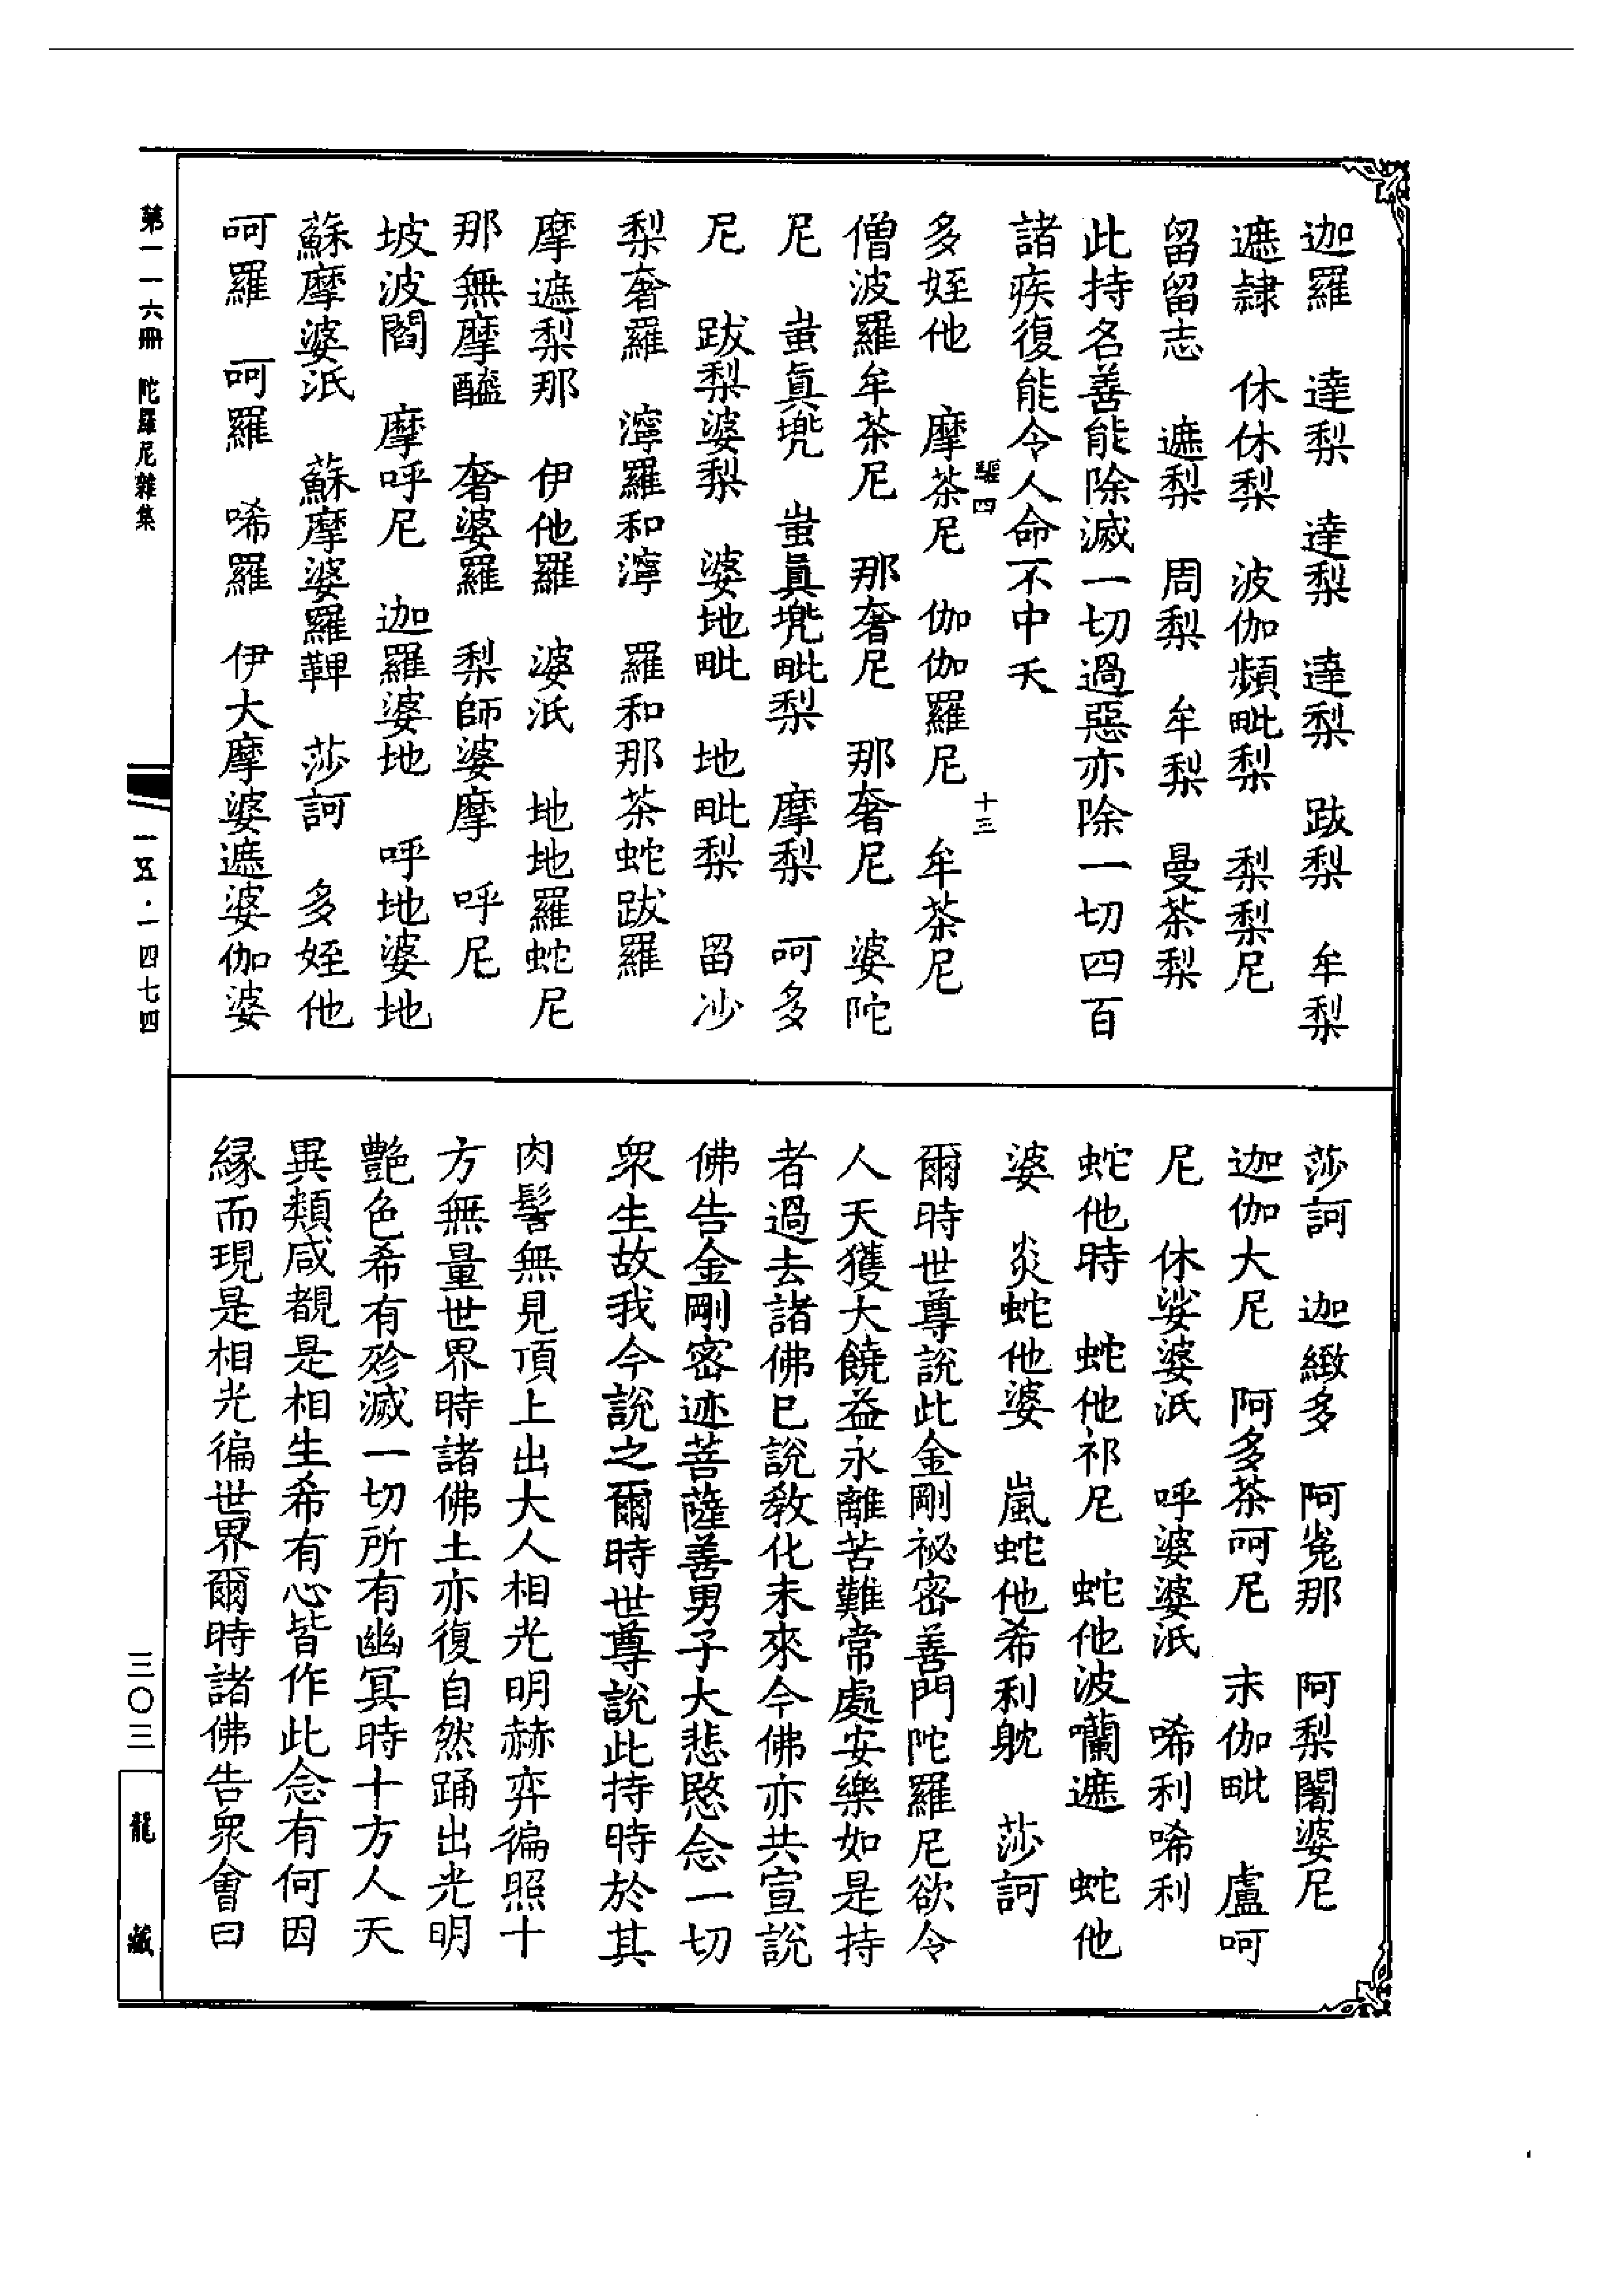 迦羅　達梨　達梨　達梨　跋梨　牟梨
遮隷　休休梨　波伽頻毗梨　梨梨尼
留留志　遮梨　周梨　牟梨　曼茶梨
此持名善能除滅一切過惡亦除一切四百
諸疾復能令人命不中夭
驅四　十三
多姪他　摩茶尼　伽伽羅尼　牟茶尼
僧波羅牟茶尼　那奢尼　那奢尼　婆陀
尼　蚩眞兠　蚩眞兠毗梨　摩梨　呵多
尼　跋梨婆梨　婆地毗　地毗梨　留沙
梨奢羅　濘羅和濘　羅和那茶蛇跋羅
摩遮梨那　伊他羅　婆泜　地地羅蛇尼
那無摩醯　奢婆羅　梨師婆摩　呼尼
坡波閻　摩呼尼　迦羅婆地　呼地婆地
蘇摩婆泜　蘇摩婆羅鞞　莎訶　多姪他
呵羅　呵羅　唏羅　伊大摩婆遮婆伽婆
莎訶　迦緻多　阿㝹那　阿梨闍婆尼
迦伽大尼　阿多茶呵尼　末伽毗　盧呵
尼　休娑婆泜　呼婆婆泜　唏利唏利
蛇他時　蛇他祁尼　蛇他波囒遮　蛇他
婆　炎蛇他婆　嵐蛇他希利躭　莎訶
爾時世尊說此金剛祕密善門陀羅尼欲令
人天獲大饒益永離苦難常處安樂如是持
者過去諸佛已說教化未來今佛亦共宣說
佛告金剛密迹菩薩善男子大悲愍念一切
衆生故我今說之爾時世尊說此持時於其
肉髻無見頂上出大人相光明赫弈徧照十
方無量世界時諸佛土亦復自然踊出光明
艷色希有殄滅一切所有幽冥時十方人天
異類咸覩是相生希有心皆作此念有何因
縁而現是相光徧世界爾時諸佛告衆會曰
第一一六冊　陀羅尼雜集
一五·一四七四
三〇三
龍藏